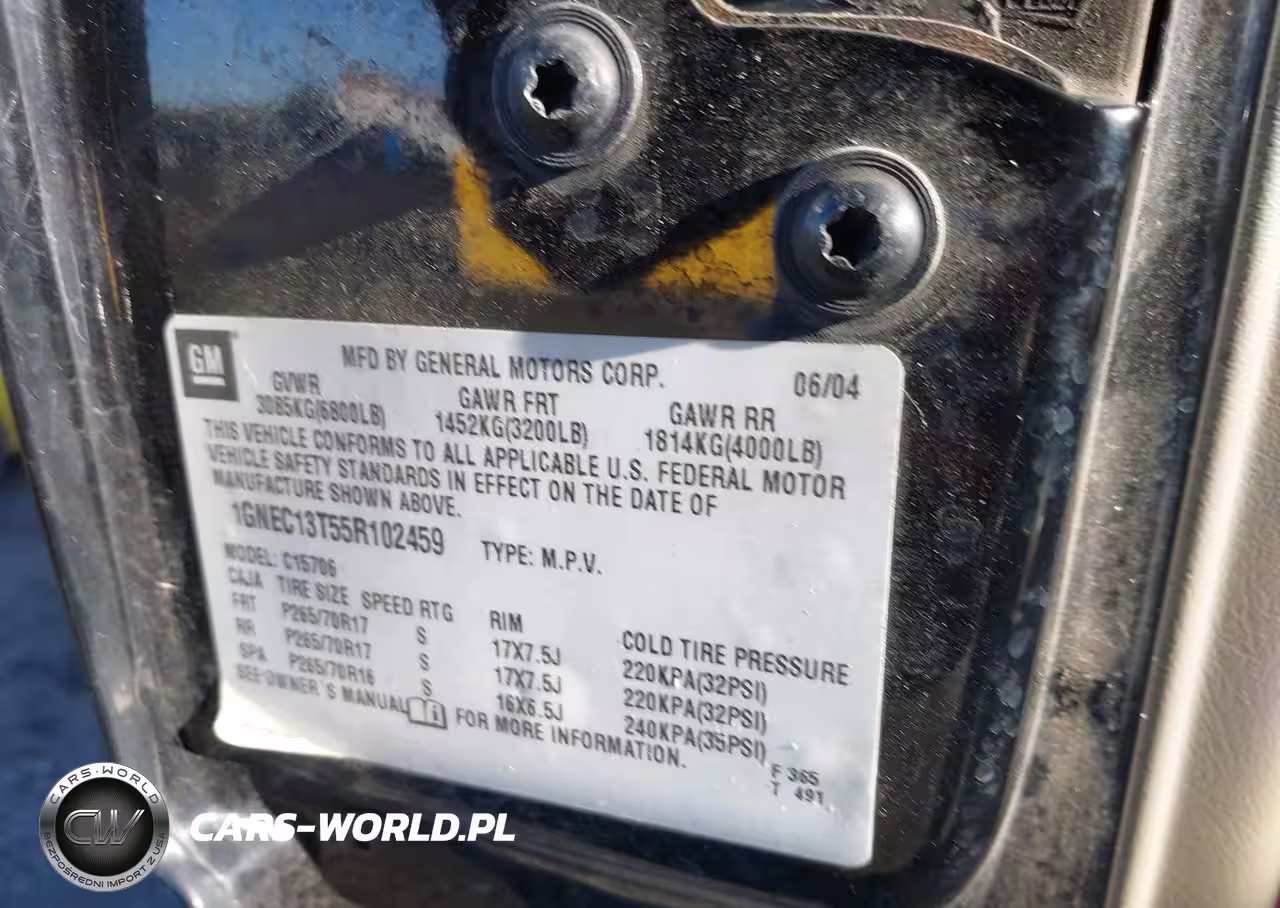 GM
MFD BY GENERAL MOTORS CORP. 06/04
GVWR GAWR FRT GAWR RR
3085KG(6800LB) 1452KG(3200LB) 1814KG(4000LB)
THIS VEHICLE CONFORMS TO ALL APPLICABLE U.S. FEDERAL MOTOR
VEHICLE SAFETY STANDARDS IN EFFECT ON THE DATE OF
MANUFACTURE SHOWN ABOVE.
1GNEC13T55R102459 TYPE: M.P.V.
MODEL: C15706
CAJA TIRE SIZE SPEED RTG RIM COLD TIRE PRESSURE
FRT P265/70R17 S 17X7.5J 220KPA(32PSI)
RR P265/70R17 S 17X7.5J 220KPA(32PSI)
SPA P265/70R16 S 16X6.5J 240KPA(35PSI)
SEE OWNER'S MANUAL FOR MORE INFORMATION.
F 365
T 491
CARS-WORLD
CW
BEZPOŚREDNI IMPORT Z USA
CARS-WORLD.PL